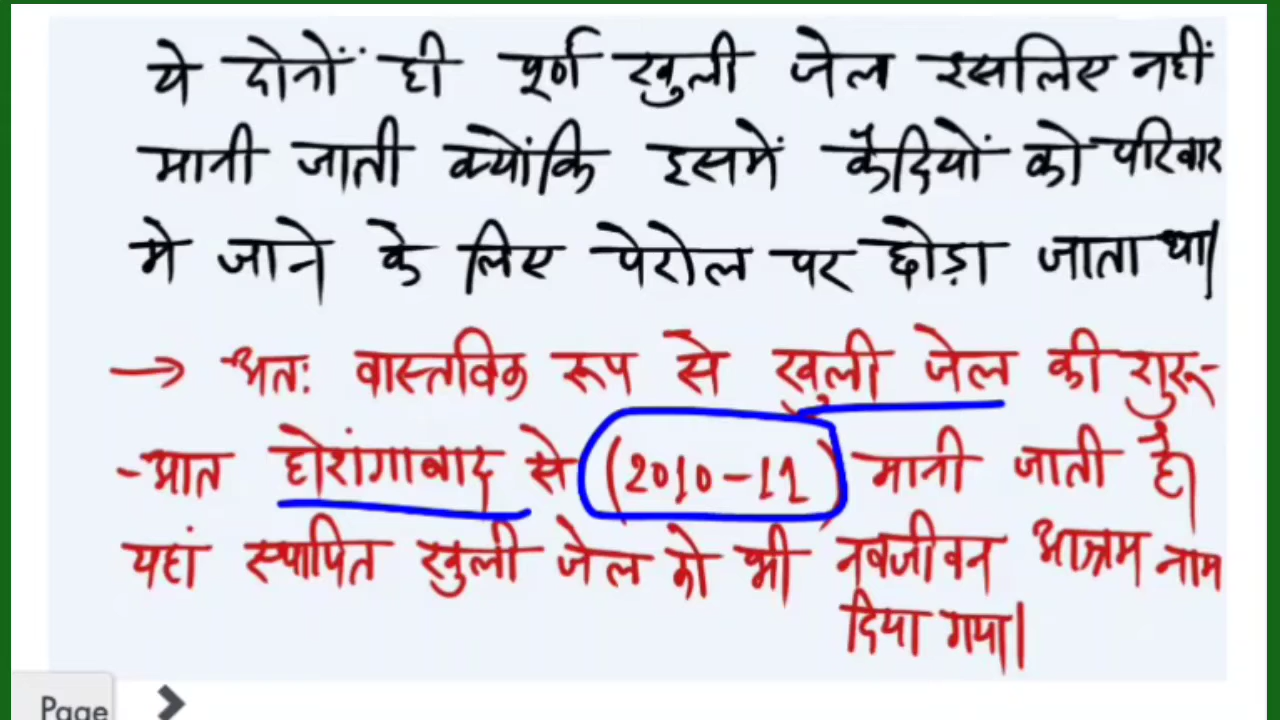 ये दोनों ही पूर्ण खुली जेल इसलिए नहीं
मानी जाती क्योंकि इसमें कैदियों को परिवार
मे जाने के लिए पेरोल पर छोड़ा जाता था।
→ अतः वास्तविक रूप से खुली जेल की शुरू-
-आत होशंगाबाद से (2010-11) मानी जाती है।
यहां स्थापित खुली जेल को भी नवजीवन आश्रम नाम
दिया गया।
Page